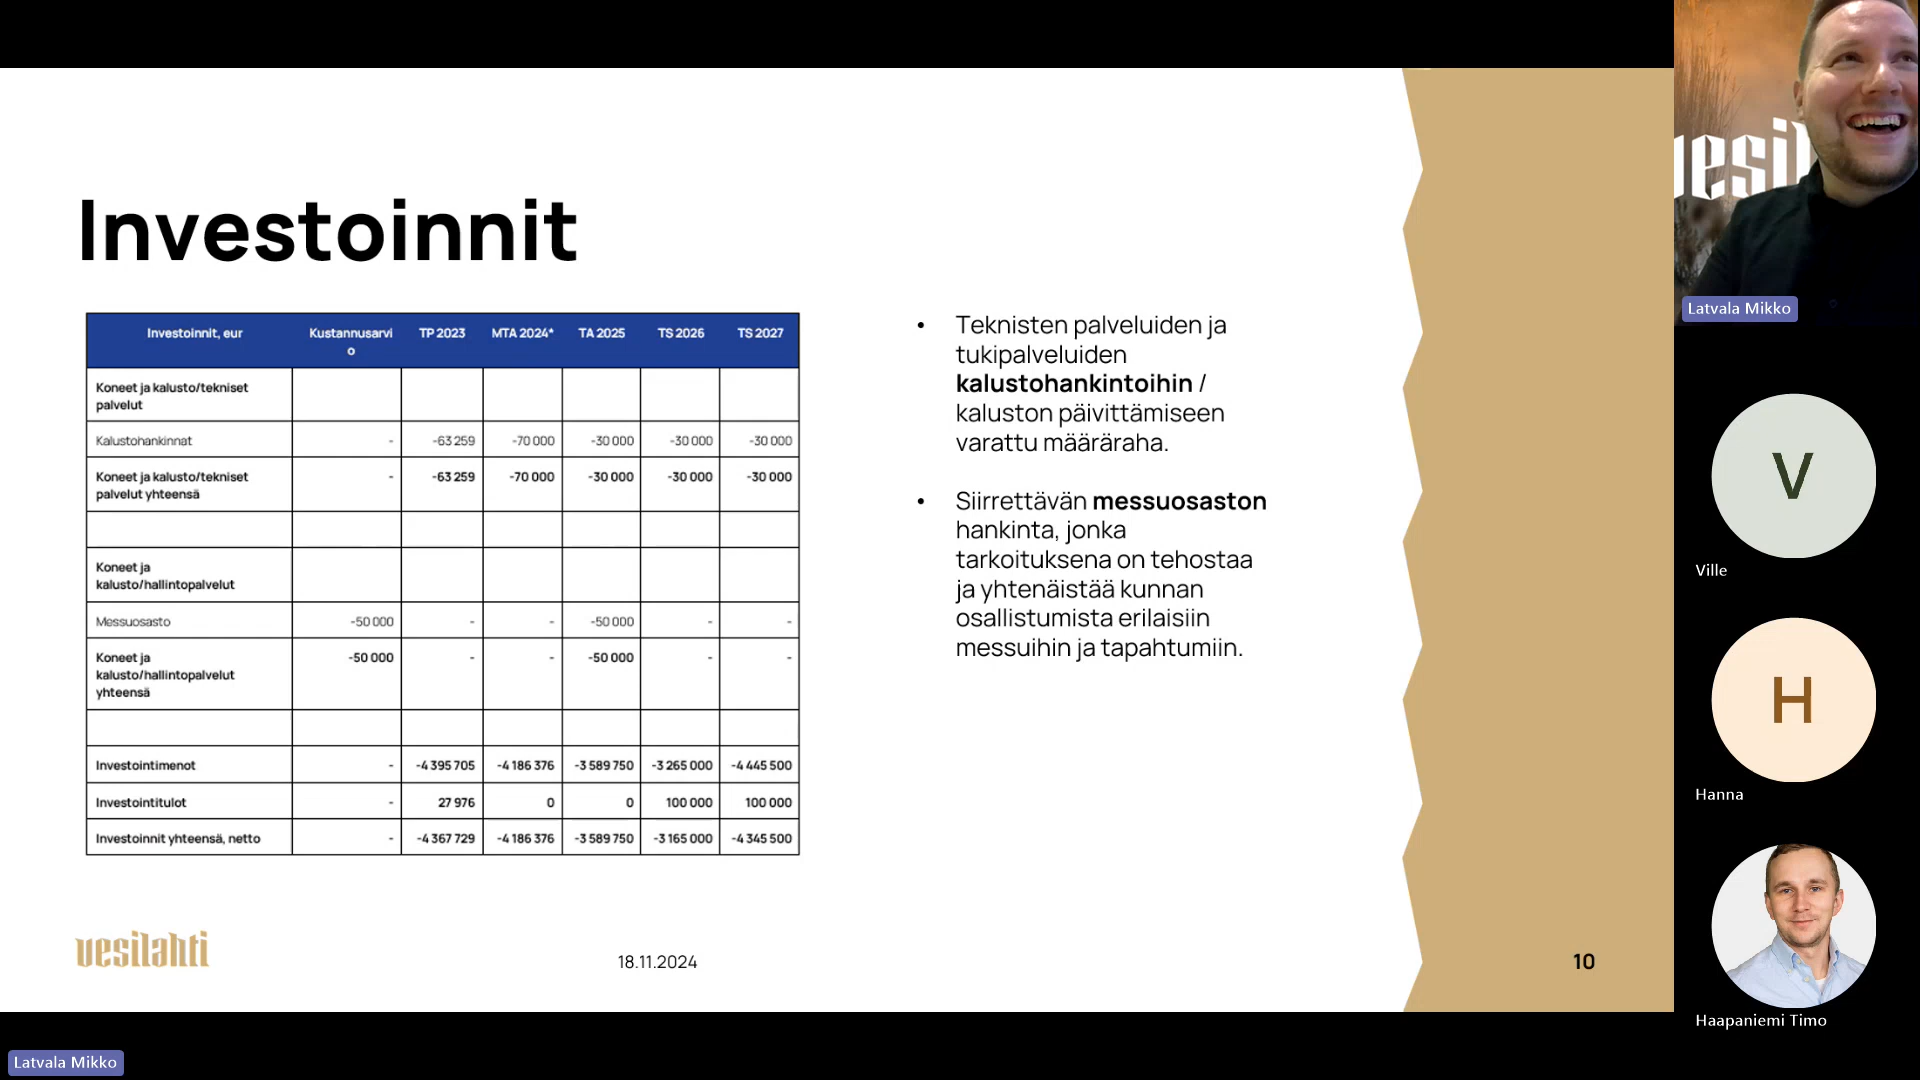 Investoinnit
Investoinnit, eur Kustannusarvi TP 2023 MTA 2024* TA 2025 TS 2026 TS 2027
o
Koneet ja kalusto/tekniset
palvelut
Kalustohankinnat - -63 259 -70 000 -30 000 -30 000 -30 000
Koneet ja kalusto/tekniset - -63 259 -70 000 -30 000 -30 000 -30 000
palvelut yhteensä
Koneet ja
kalusto/hallintopalvelut
Messuosasto -50 000 - - -50 000 - -
Koneet ja -50 000 - - -50 000 - -
kalusto/hallintopalvelut
yhteensä
Investointimenot - -4 395 705 -4 186 376 -3 589 750 -3 265 000 -4 445 500
Investointitulot - 27 976 0 0 100 000 100 000
Investoinnit yhteensä, netto - -4 367 729 -4 186 376 -3 589 750 -3 165 000 -4 345 500
• Teknisten palveluiden ja
tukipalveluiden
kalustohankintoihin /
kaluston päivittämiseen
varattu määräraha.
• Siirrettävän messuosaston
hankinta, jonka
tarkoituksena on tehostaa
ja yhtenäistää kunnan
osallistumista erilaisiin
messuihin ja tapahtumiin.
vesilahti
18.11.2024
10
vesil
Latvala Mikko
V
Ville
H
Hanna
Haapaniemi Timo
Latvala Mikko